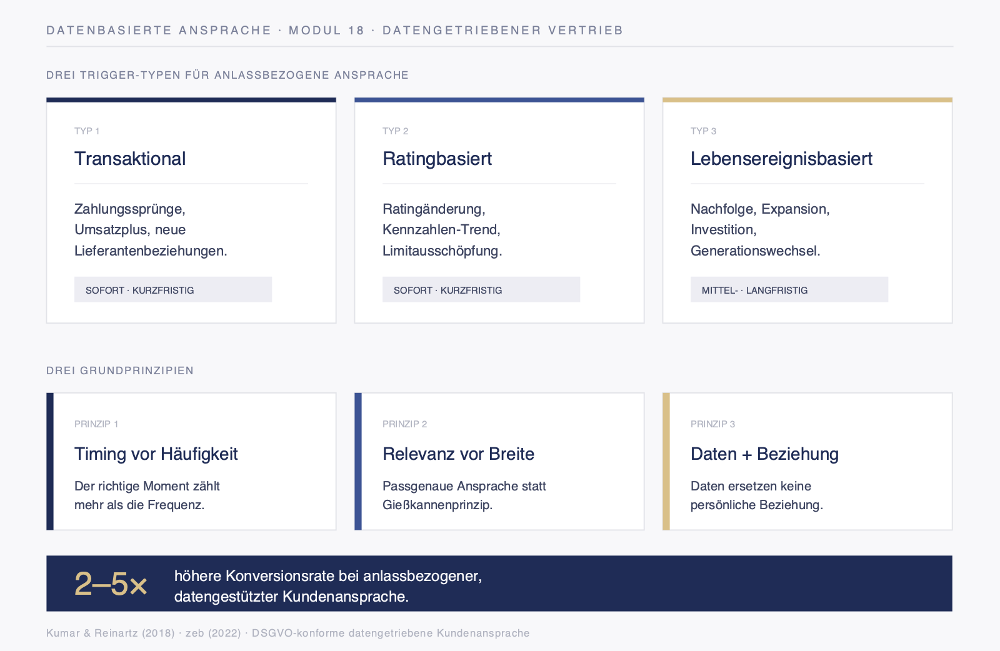 DATENBASIERTE ANSPRACHE · MODUL 18 · DATENGETRIEBENER VERTRIEB
DREI TRIGGER-TYPEN FÜR ANLASSBEZOGENE ANSPRACHE
TYP 1
Transaktional
Zahlungssprünge,
Umsatzplus, neue
Lieferantenbeziehungen.
SOFORT · KURZFRISTIG
TYP 2
Ratingbasiert
Ratingänderung,
Kennzahlen-Trend,
Limitausschöpfung.
SOFORT · KURZFRISTIG
TYP 3
Lebensereignisbasiert
Nachfolge, Expansion,
Investition,
Generationswechsel.
MITTEL- · LANGFRISTIG
DREI GRUNDPRINZIPIEN
PRINZIP 1
Timing vor Häufigkeit
Der richtige Moment zählt
mehr als die Frequenz.
PRINZIP 2
Relevanz vor Breite
Passgenaue Ansprache statt
Gießkannenprinzip.
PRINZIP 3
Daten + Beziehung
Daten ersetzen keine
persönliche Beziehung.
2–5×
höhere Konversionsrate bei anlassbezogener,
datengestützter Kundenansprache.
Kumar & Reinartz (2018) · zeb (2022) · DSGVO-konforme datengetriebene Kundenansprache